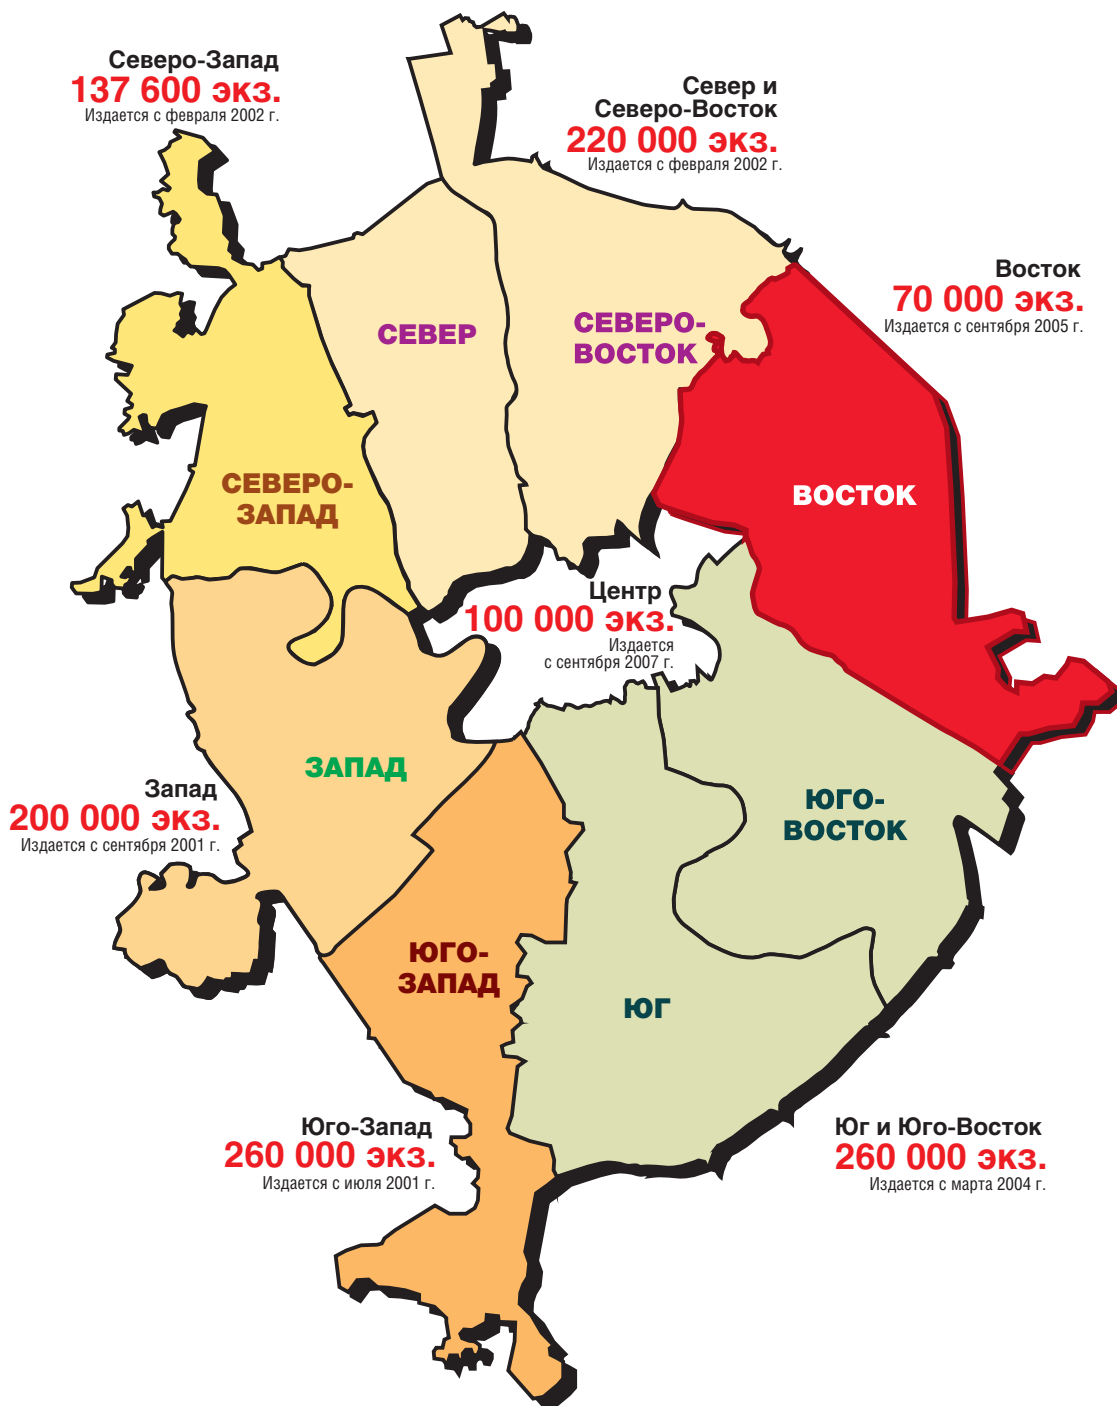 Северо-Запад
137 600 экз.
Издается с февраля 2002 г.
Север и
Северо-Восток
220 000 экз.
Издается с февраля 2002 г.
Восток
70 000 экз.
Издается с сентября 2005 г.
СЕВЕР
СЕВЕРО-
ВОСТОК
СЕВЕРО-
ЗАПАД
ВОСТОК
Центр
100 000 экз.
Издается
с сентября 2007 г.
ЗАПАД
Запад
200 000 экз.
Издается с сентября 2001 г.
ЮГО-
ВОСТОК
ЮГО-
ЗАПАД
ЮГ
Юго-Запад
260 000 экз.
Издается с июля 2001 г.
Юг и Юго-Восток
260 000 экз.
Издается с марта 2004 г.